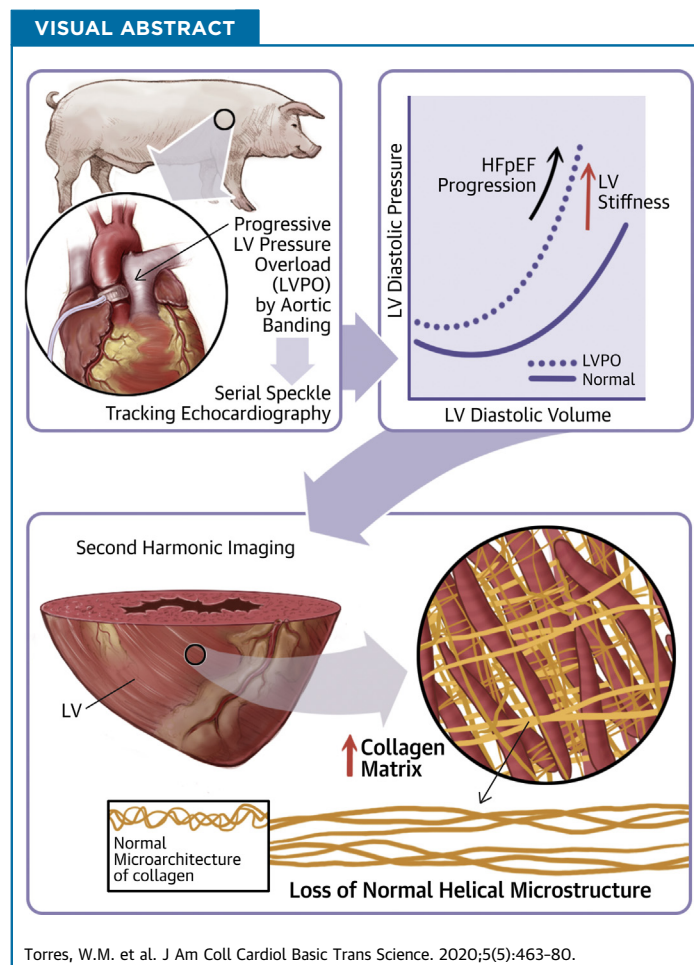 VISUAL ABSTRACT
Progressive
LV Pressure
Overload
(LVPO)
by Aortic
Banding
Serial Speckle
Tracking Echocardiography
LV Diastolic Pressure
HFpEF
Progression
LV
Stiffness
LVPO
Normal
LV Diastolic Volume
Second Harmonic Imaging
LV
Collagen
Matrix
Normal
Microarchitecture
of collagen
Loss of Normal Helical Microstructure
Torres, W.M. et al. J Am Coll Cardiol Basic Trans Science. 2020;5(5):463–80.